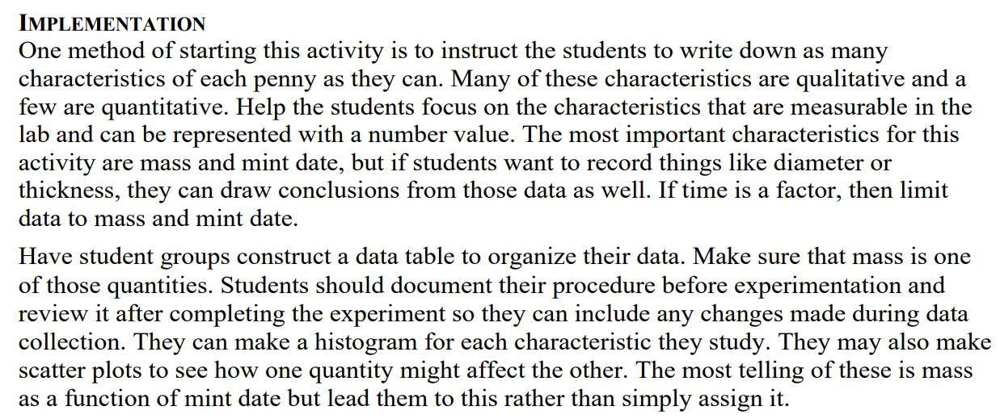 IMPLEMENTATION
One method of starting this activity is to instruct the students to write down as many
characteristics of each penny as they can. Many of these characteristics are qualitative and a
few are quantitative. Help the students focus on the characteristics that are measurable in the
lab and can be represented with a number value. The most important characteristics for this
activity are mass and mint date, but if students want to record things like diameter or
thickness, they can draw conclusions from those data as well. If time is a factor, then limit
data to mass and mint date.
Have student groups construct a data table to organize their data. Make sure that mass is one
of those quantities. Students should document their procedure before experimentation and
review it after completing the experiment so they can include any changes made during data
collection. They can make a histogram for each characteristic they study. They may also make
scatter plots to see how one quantity might affect the other. The most telling of these is mass
as a function of mint date but lead them to this rather than simply assign it.